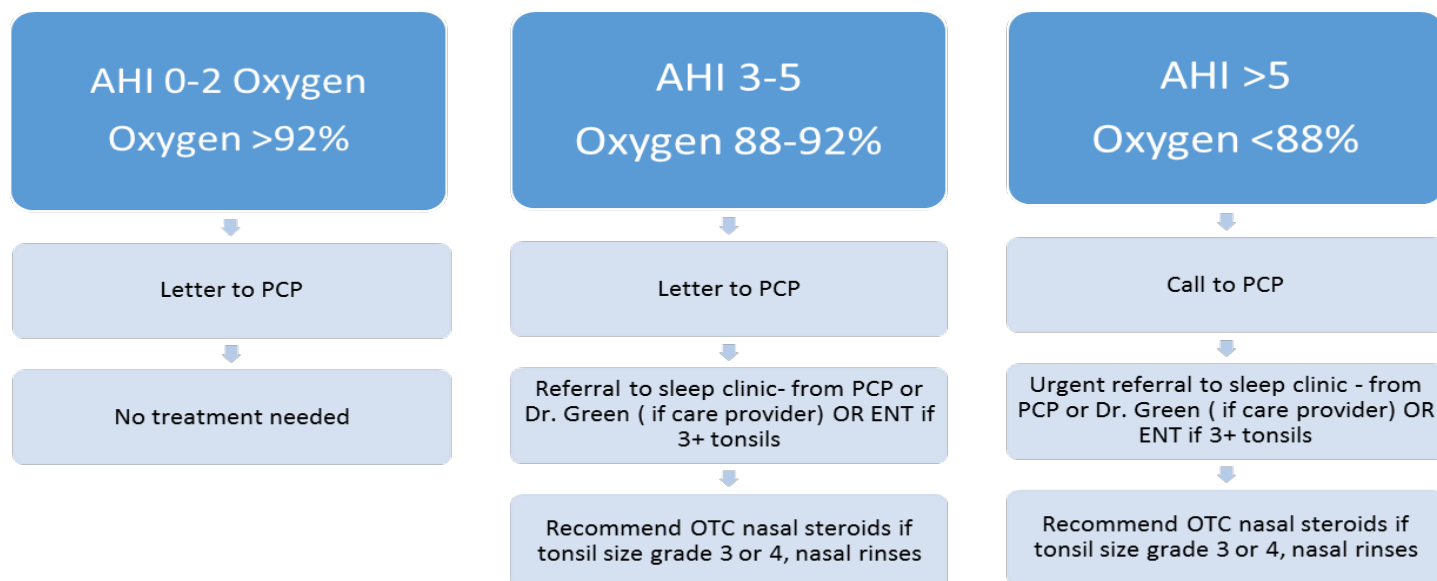 AHI 0-2 Oxygen
Oxygen >92%
Letter to PCP
No treatment needed
AHI 3-5
Oxygen 88-92%
Letter to PCP
Referral to sleep clinic- from PCP or
Dr. Green ( if care provider) OR ENT if
3+ tonsils
Recommend OTC nasal steroids if
tonsil size grade 3 or 4, nasal rinses
AHI >5
Oxygen <88%
Call to PCP
Urgent referral to sleep clinic - from
PCP or Dr. Green ( if care provider) OR
ENT if 3+ tonsils
Recommend OTC nasal steroids if
tonsil size grade 3 or 4, nasal rinses